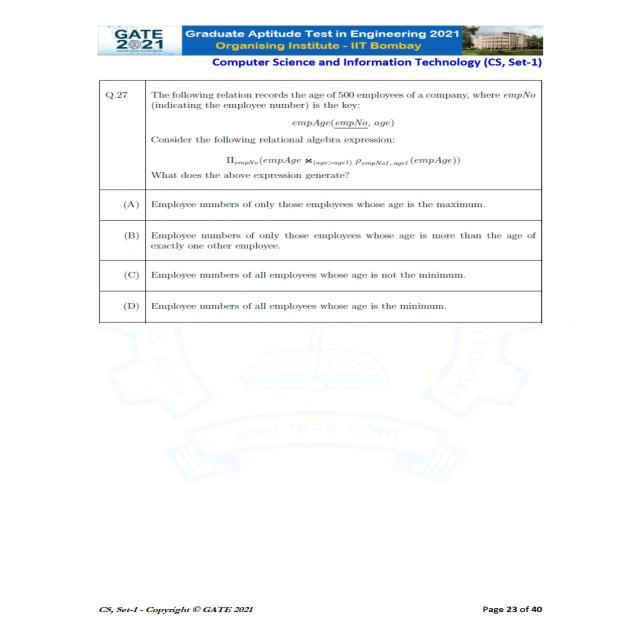 GATE
2021
Graduate Aptitude Test in Engineering 2021
Organising Institute - IIT Bombay
Computer Science and Information Technology (CS, Set-1)
Q.27 The following relation records the age of 500 employees of a company, where empNo
(indicating the employee number) is the key:
empAge(empNo, age)
Consider the following relational algebra expression:
Π_empNo(empAge ⋈_(age>age1) ρ_empNo1, age1(empAge))
What does the above expression generate?
(A) Employee numbers of only those employees whose age is the maximum.
(B) Employee numbers of only those employees whose age is more than the age of
exactly one other employee.
(C) Employee numbers of all employees whose age is not the minimum.
(D) Employee numbers of all employees whose age is the minimum.
CS, Set-1 - Copyright © GATE 2021
Page 23 of 40